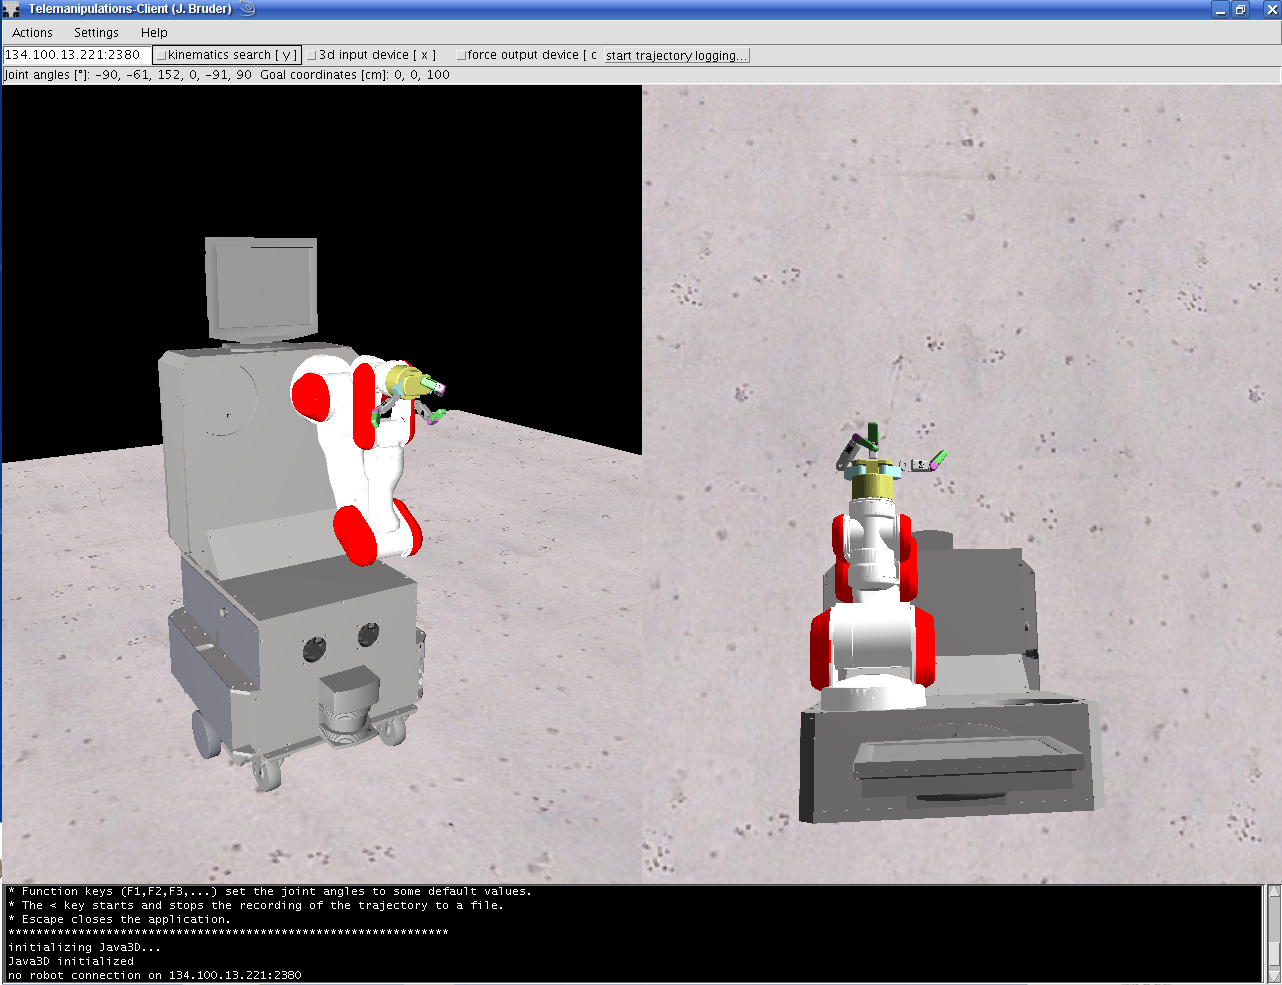 Telemanipulations-Client (J. Bruder)
Actions Settings Help
134.100.13.221:2380 kinematics search [ y ] 3d input device [ x ] force output device [ c start trajectory logging...
Joint angles [°]: -90, -61, 152, 0, -91, 90 Goal coordinates [cm]: 0, 0, 100
* Function keys (F1,F2,F3,...) set the joint angles to some default values.
* The < key starts and stops the recording of the trajectory to a file.
* Escape closes the application.
***************************************************************
initializing Java3D...
Java3D initialized
no robot connection on 134.100.13.221:2380